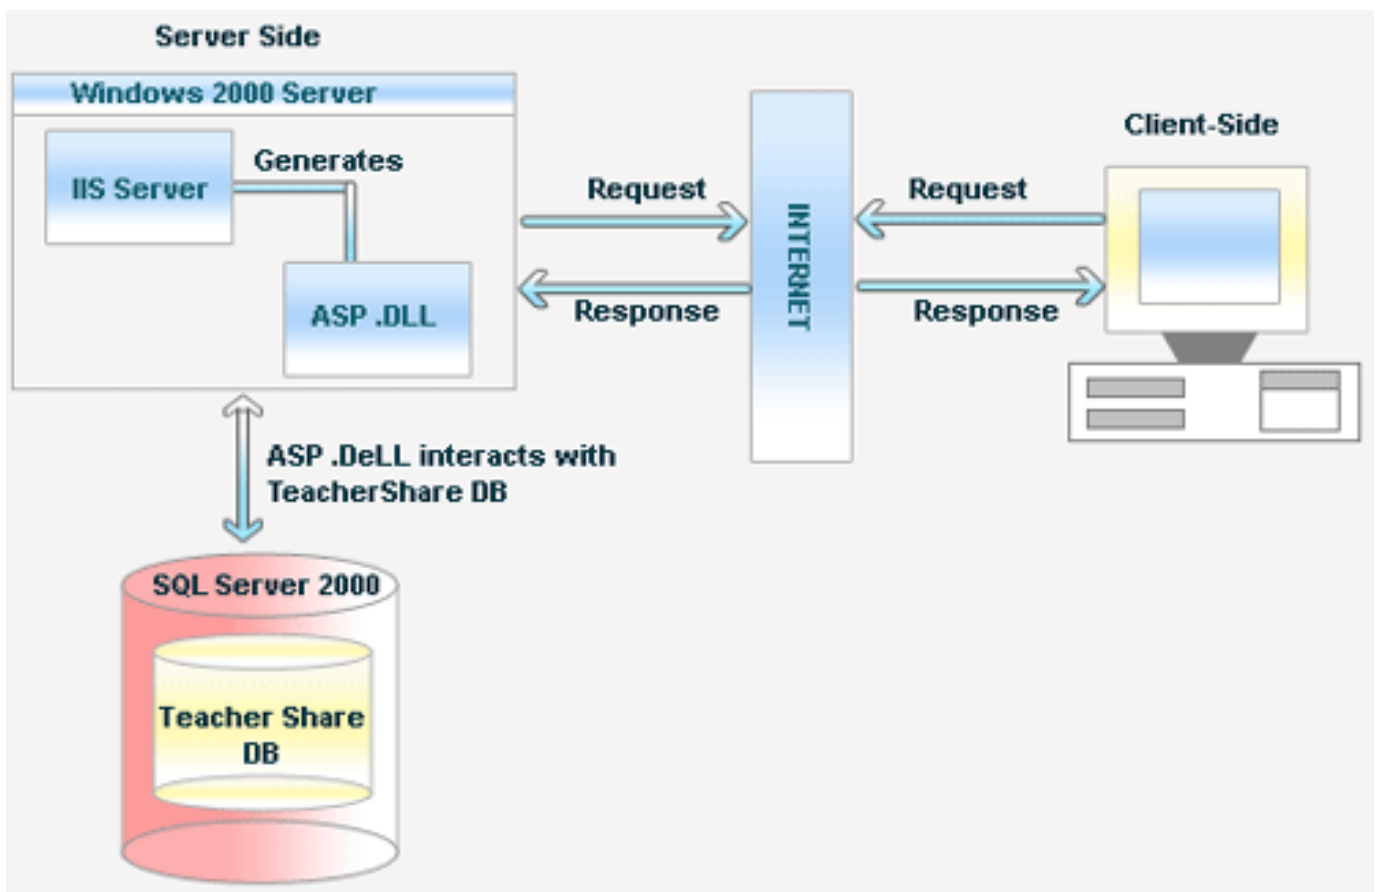 Server Side
Windows 2000 Server
IIS Server
Generates
ASP .DLL
Request
Response
INTERNET
Request
Response
Client-Side
ASP .DeLL interacts with
TeacherShare DB
SQL Server 2000
Teacher Share
DB